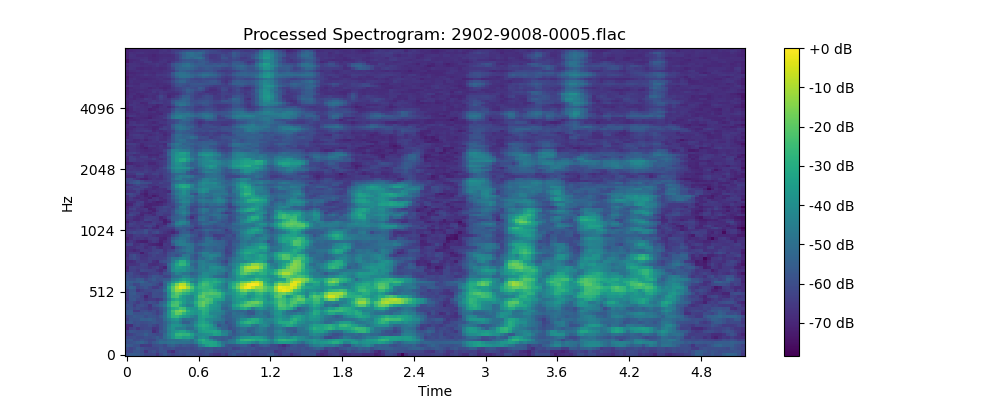 Processed Spectrogram: 2902-9008-0005.flac
Hz
4096
2048
1024
512
0
0 0.6 1.2 1.8 2.4 3 3.6 4.2 4.8
Time
+0 dB
-10 dB
-20 dB
-30 dB
-40 dB
-50 dB
-60 dB
-70 dB